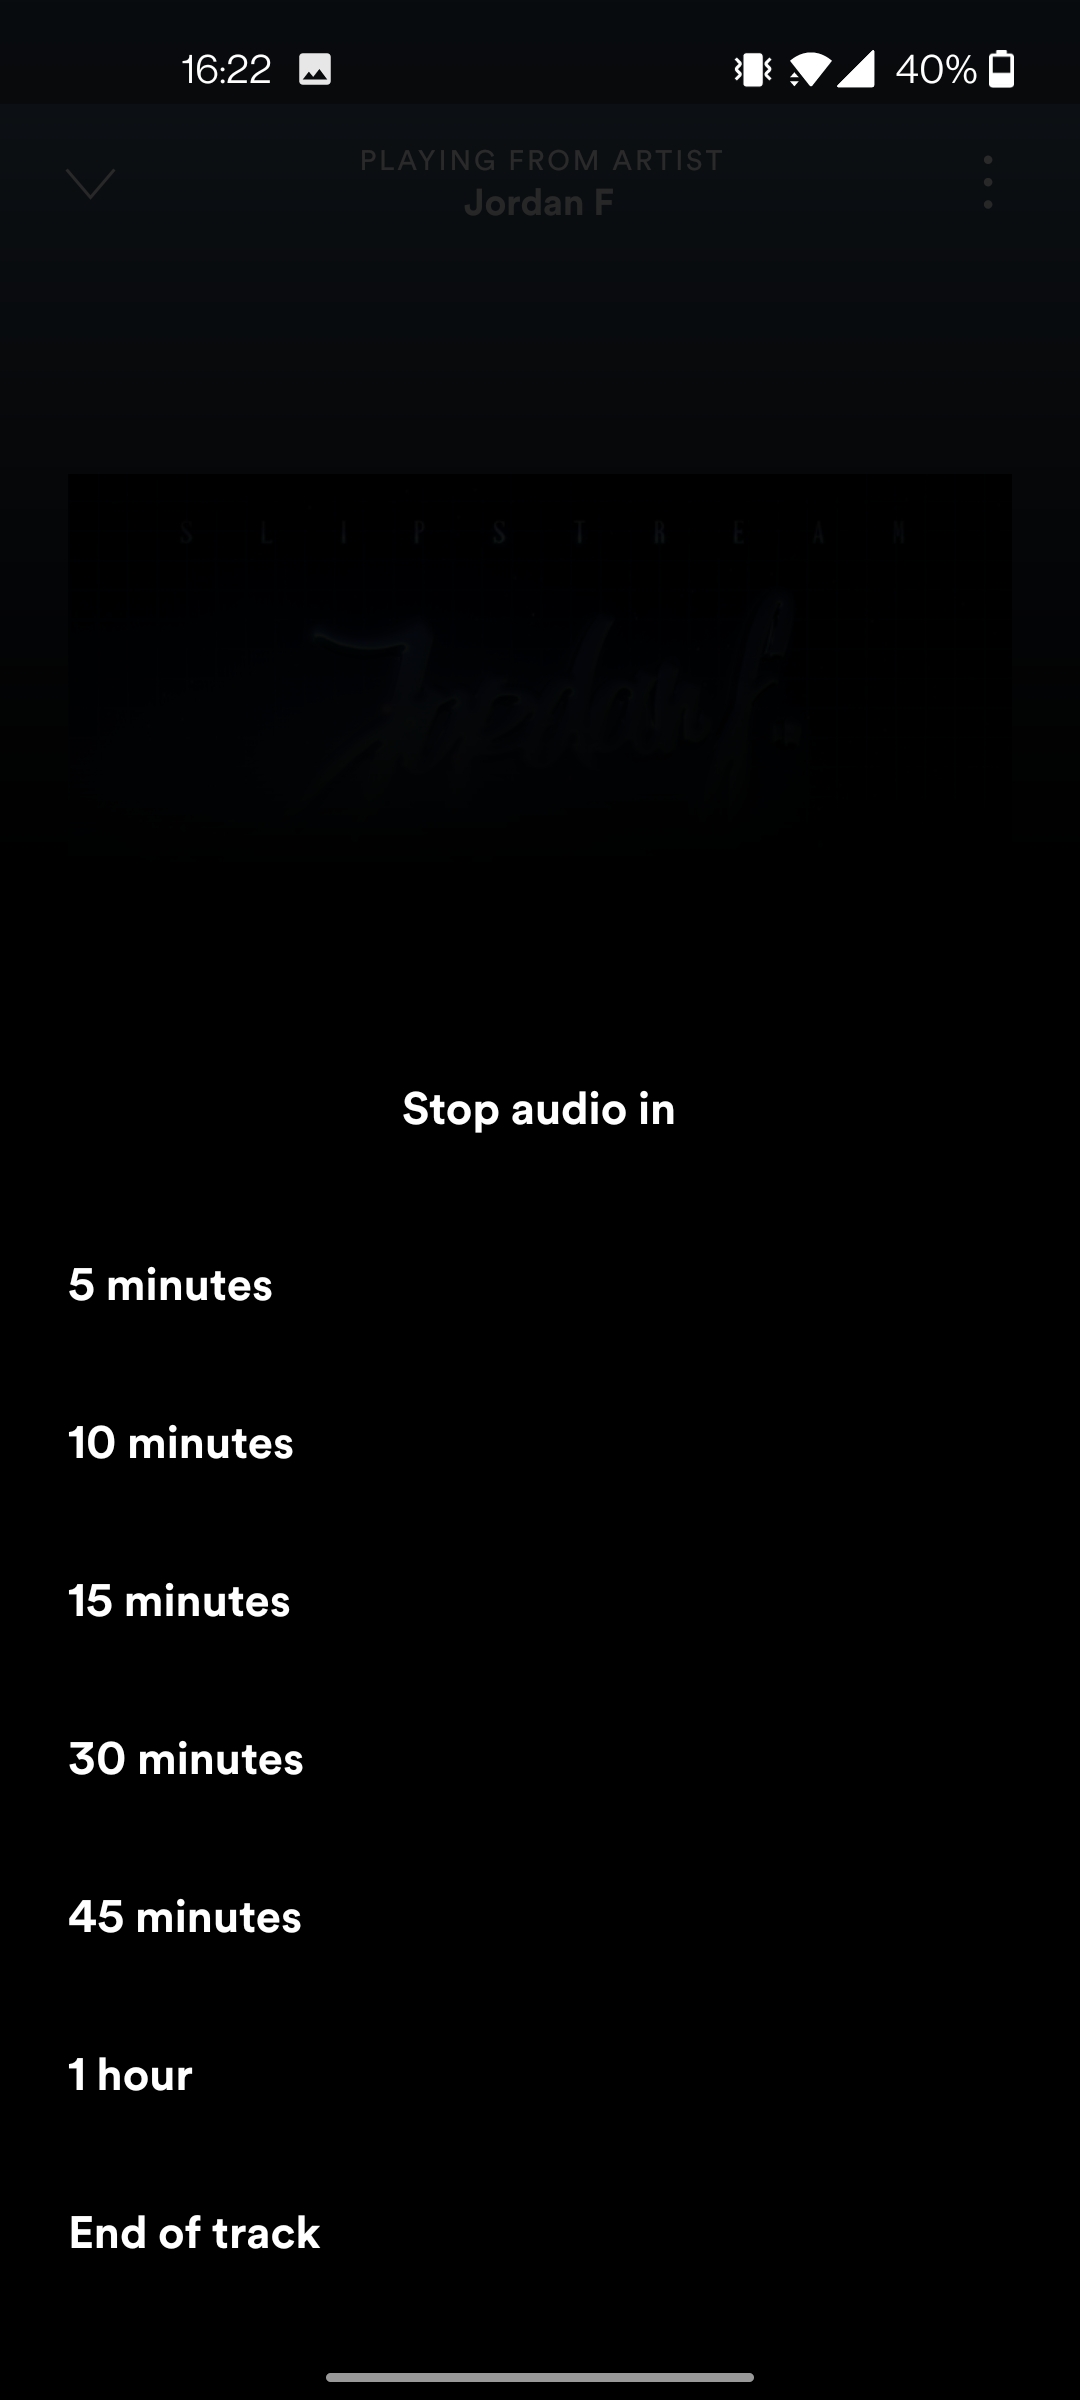 16:22
40%
PLAYING FROM ARTIST
Jordan F
S L I P S T R E A M
Jordan F
Stop audio in
5 minutes
10 minutes
15 minutes
30 minutes
45 minutes
1 hour
End of track